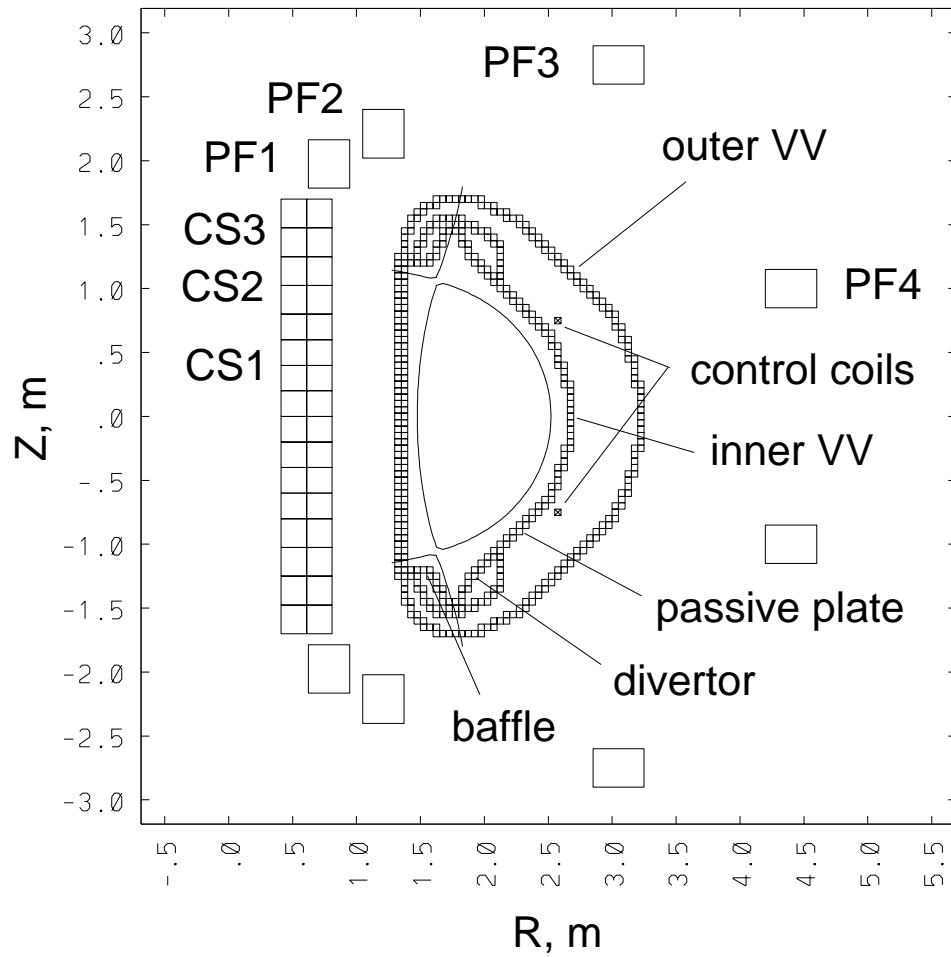 3.0
PF3
PF2
2.5
outer VV
PF1
2.0
1.5
CS3
CS2
PF4
1.0
CS1
control coils
.5
Z, m
.0
inner VV
-.5
-1.0
passive plate
-1.5
divertor
-2.0
baffle
-2.5
-3.0
-.5
.0
.5
1.0
1.5
2.0
2.5
3.0
3.5
4.0
4.5
5.0
5.5
R, m